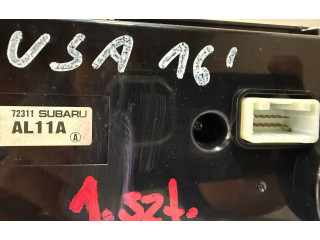 USA 16'
72311 SUBARU
AL11A A
1. szt.